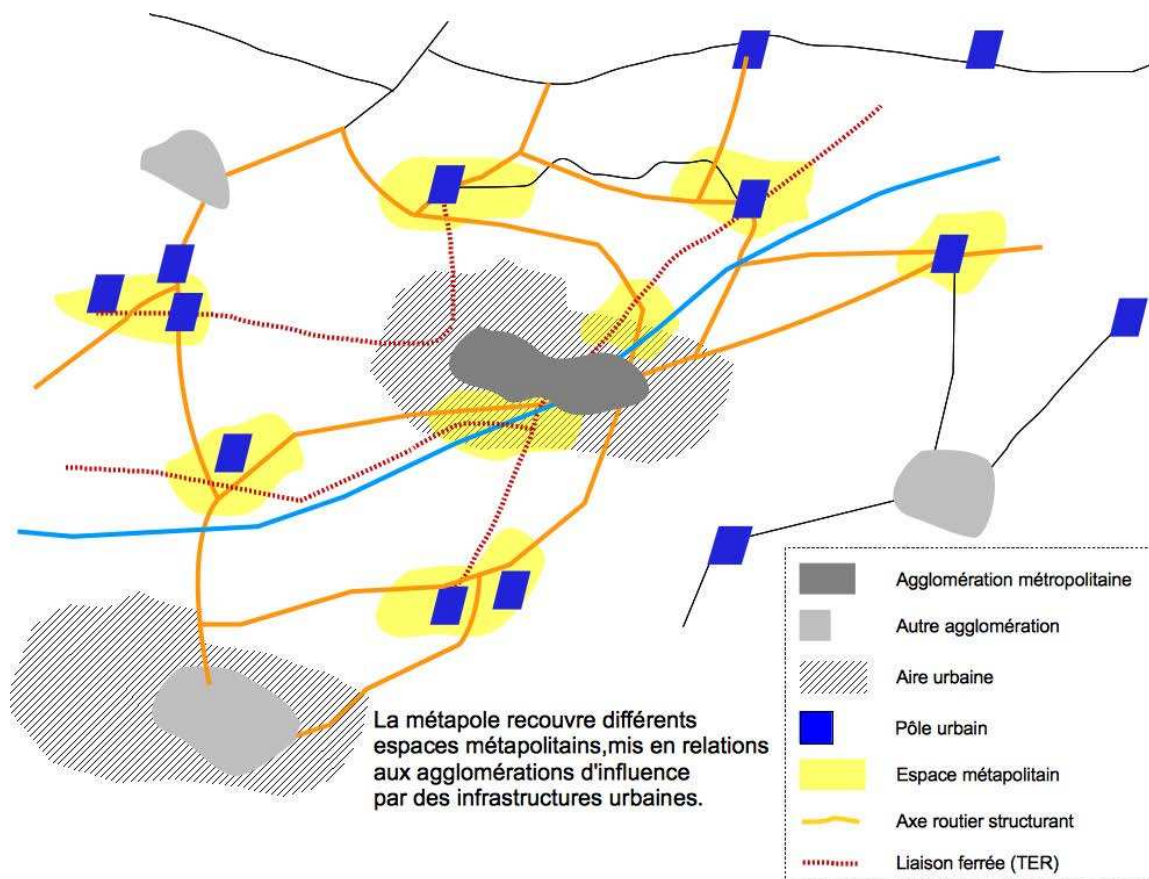 La métapole recouvre différents
espaces métapolitains,mis en relations
aux agglomérations d'influence
par des infrastructures urbaines.
Agglomération métropolitaine
Autre agglomération
Aire urbaine
Pôle urbain
Espace métapolitain
Axe routier structurant
Liaison ferrée (TER)